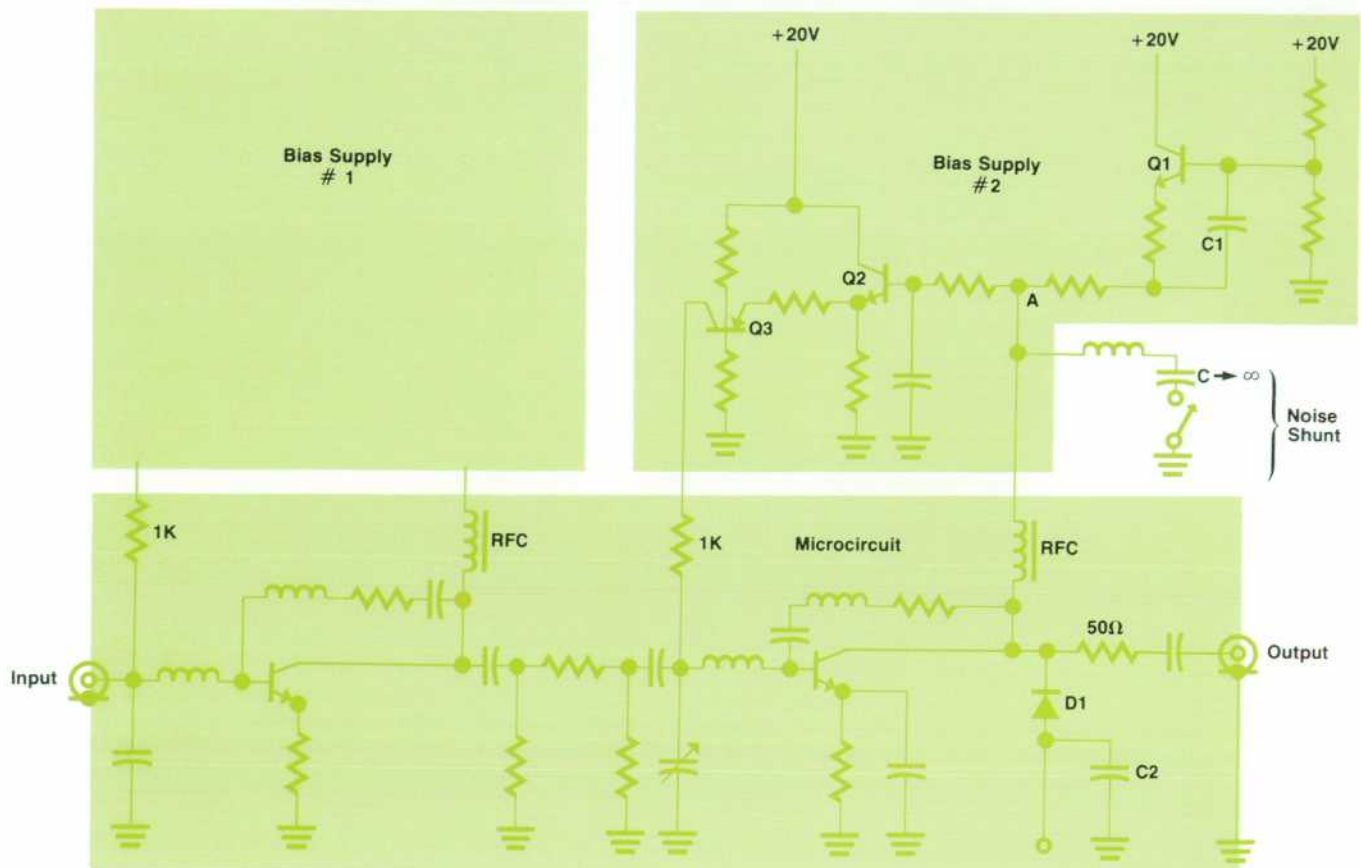 +20V
+20V
+20V
Bias Supply
# 1
Bias Supply
#2
Q1
C1
Q2
A
Q3
C → ∞
Noise
Shunt
1K
RFC
1K
Microcircuit
RFC
50Ω
Input
Output
D1
C2